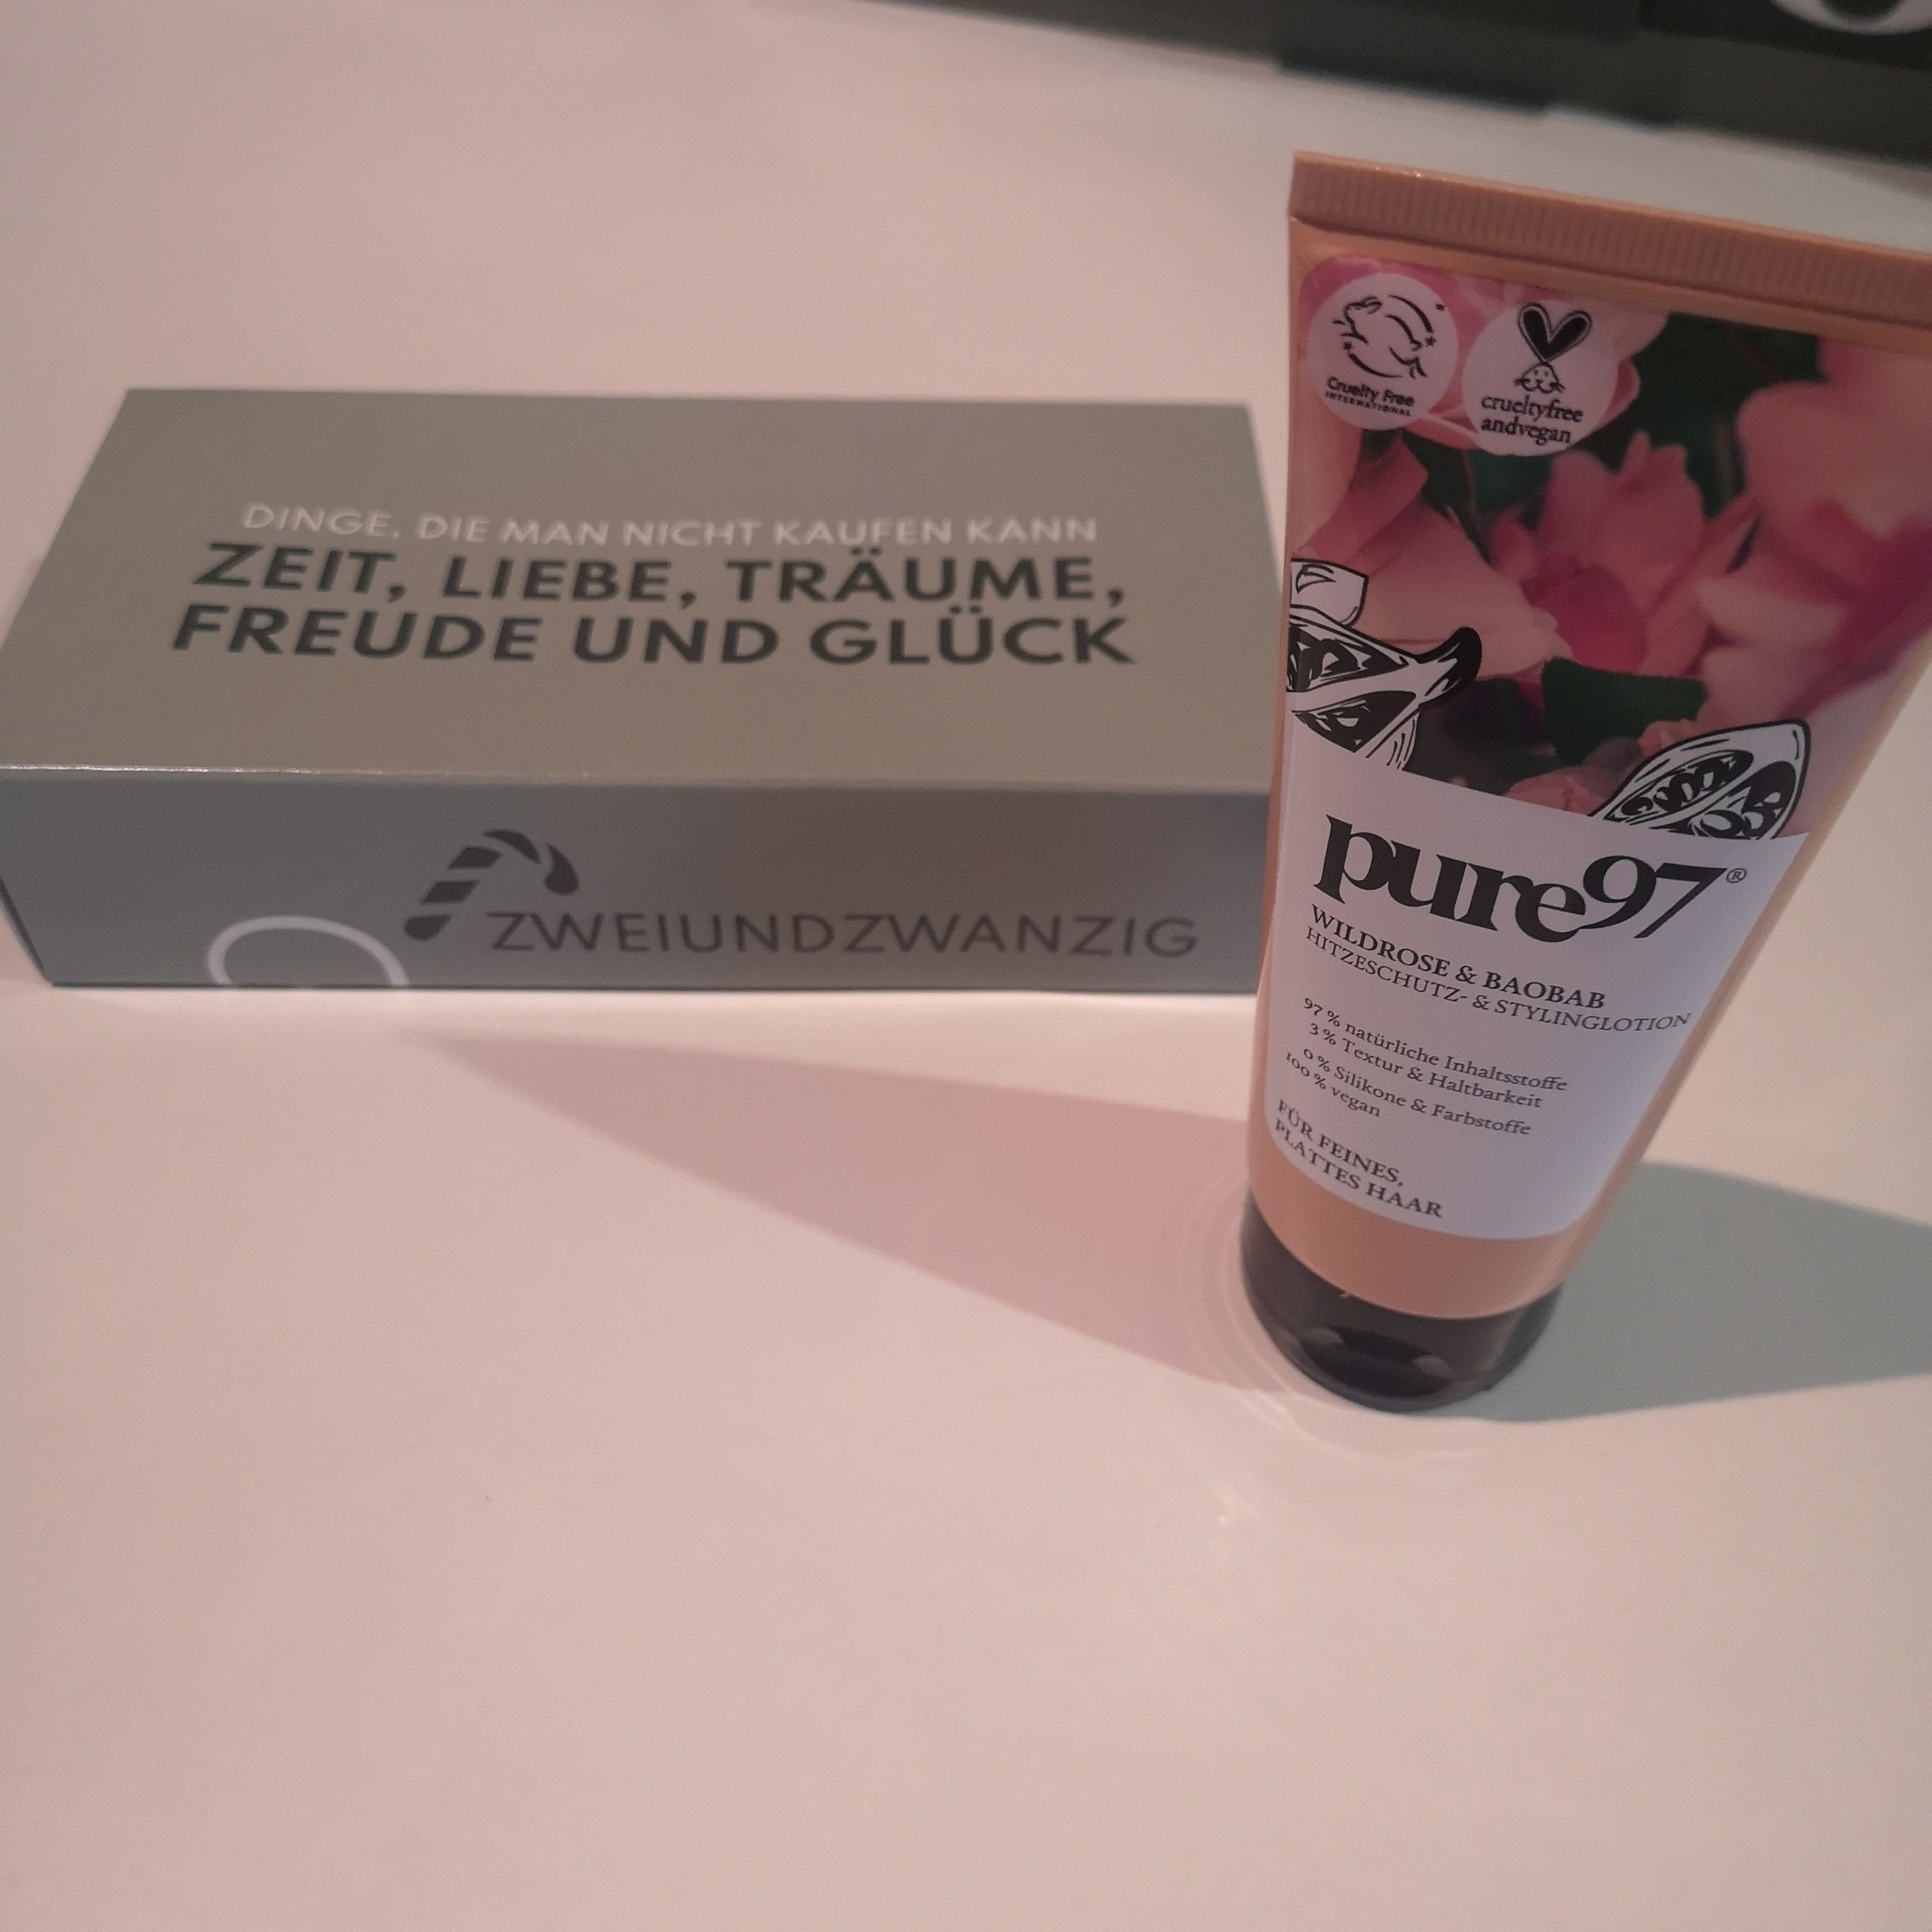 DINGE, DIE MAN NICHT KAUFEN KANN
ZEIT, LIEBE, TRÄUME,
FREUDE UND GLÜCK
ZWEIUNDZWANZIG
Cruelty Free
INTERNATIONAL
crueltyfree
andvegan
pure97®
WILDROSE & BAOBAB
HITZESCHUTZ- & STYLINGLOTION
97 % natürliche Inhaltsstoffe
3 % Textur & Haltbarkeit
0 % Silikone & Farbstoffe
100 % vegan
FÜR FEINES,
PLATTES HAAR